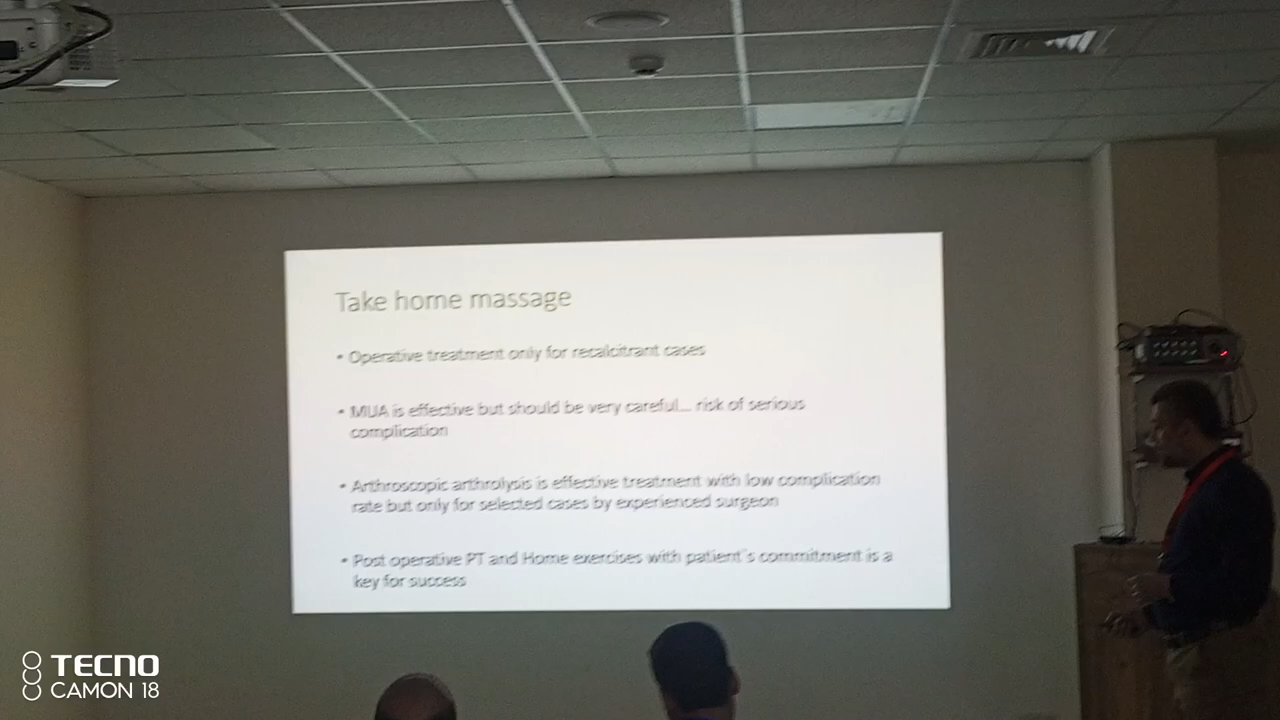 Take home massage
• Operative treatment only for recalcitrant cases
• MUA is effective but should be very careful... risk of serious
complication
• Arthroscopic arthrolysis is effective treatment with low complication
rate but only for selected cases by experienced surgeon
• Post operative PT and Home exercises with patient`s commitment is a
key for success
TECNO
CAMON 18